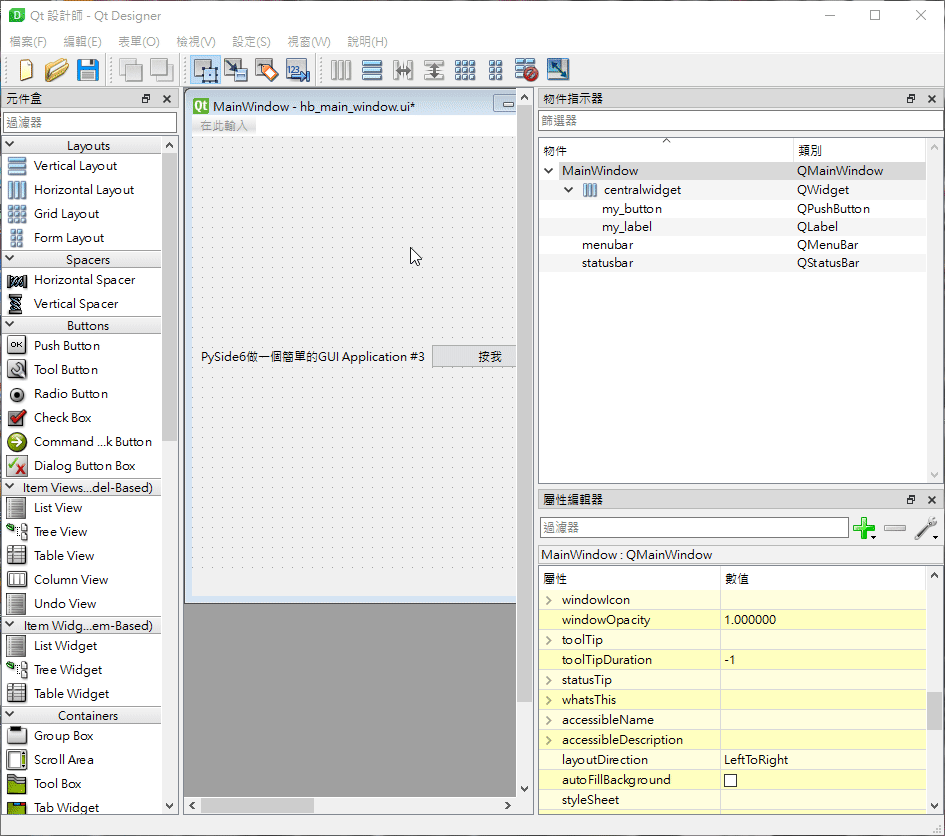 Qt 設計師 - Qt Designer
檔案(F) 編輯(E) 表單(O) 檢視(V) 設定(S) 視窗(W) 說明(H)
123
元件盒
過濾器
Layouts
Vertical Layout
Horizontal Layout
Grid Layout
Form Layout
Spacers
Horizontal Spacer
Vertical Spacer
Buttons
OK Push Button
Tool Button
Radio Button
Check Box
Command ...k Button
Dialog Button Box
Item Views...del-Based)
List View
Tree View
Table View
Column View
Undo View
Item Widg...em-Based)
List Widget
Tree Widget
Table Widget
Containers
Group Box
Scroll Area
Tool Box
Tab Widget
Qt MainWindow - hb_main_window.ui*
在此輸入
PySide6做一個簡單的GUI Application #3 按我
物件指示器
篩選器
物件 類別
MainWindow QMainWindow
centralwidget QWidget
my_button QPushButton
my_label QLabel
menubar QMenuBar
statusbar QStatusBar
屬性編輯器
過濾器
MainWindow : QMainWindow
屬性 數值
windowIcon
windowOpacity 1.000000
toolTip
toolTipDuration -1
statusTip
whatsThis
accessibleName
accessibleDescription
layoutDirection LeftToRight
autoFillBackground
styleSheet